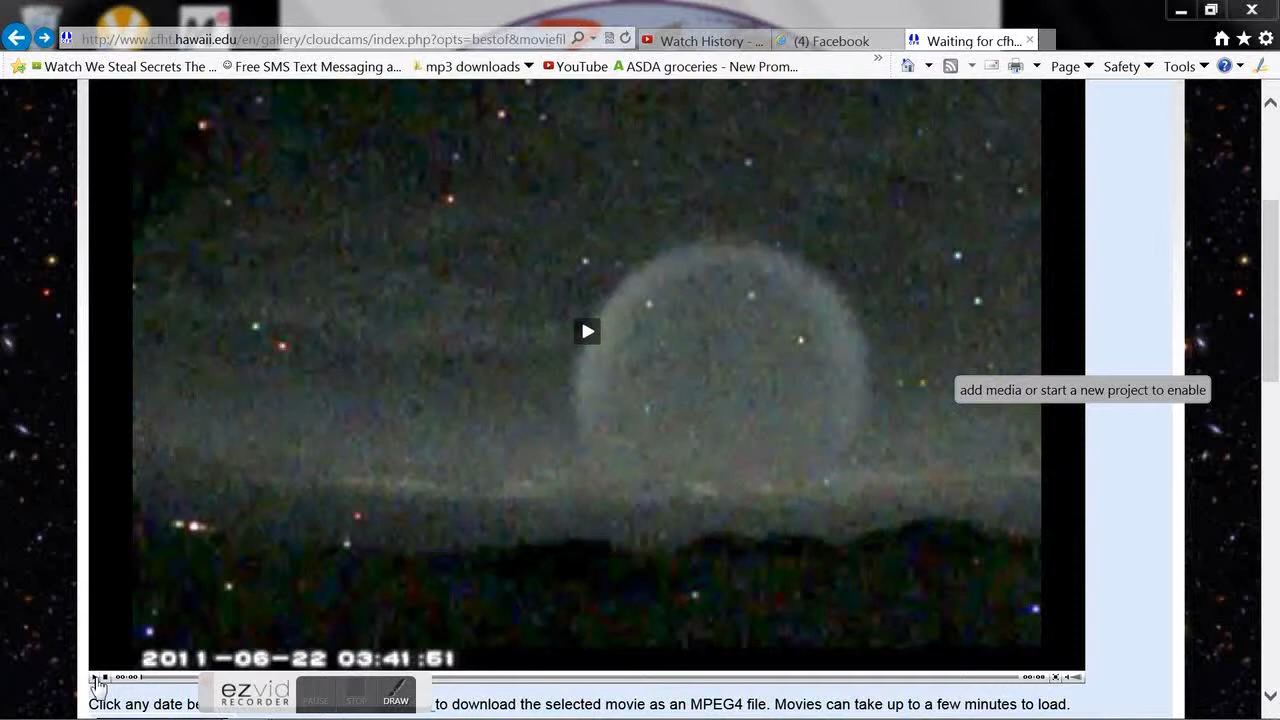 http://www.cfht.hawaii.edu/en/gallery/cloudcams/index.php?opts=bestof&moviefil
Watch History - ...
(4) Facebook
Waiting for cfh...
Watch We Steal Secrets The ...
Free SMS Text Messaging a...
mp3 downloads
YouTube
ASDA groceries - New Prom...
Page
Safety
Tools
add media or start a new project to enable
2011-06-22 03:41:51
00:00
00:08
ezvid
RECORDER
PAUSE
STOP
DRAW
Click any date be
to download the selected movie as an MPEG4 file. Movies can take up to a few minutes to load.